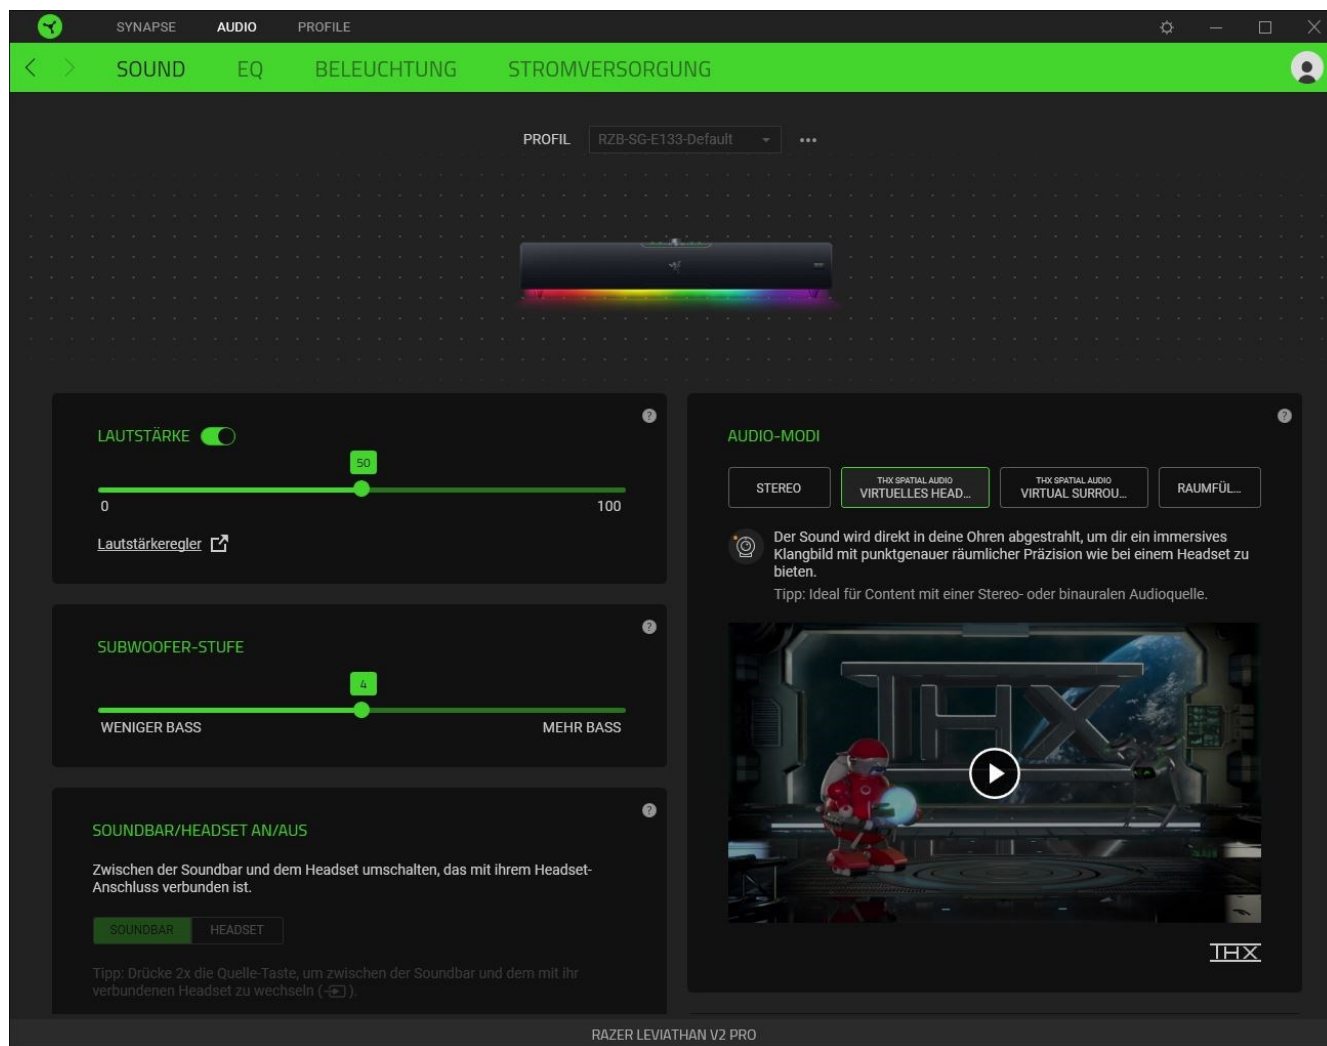 SYNAPSE AUDIO PROFILE
SOUND EQ BELEUCHTUNG STROMVERSORGUNG
PROFIL RZB-SG-E133-Default
LAUTSTÄRKE
50
0 100
Lautstärkeregler
SUBWOOFER-STUFE
4
WENIGER BASS MEHR BASS
SOUNDBAR/HEADSET AN/AUS
Zwischen der Soundbar und dem Headset umschalten, das mit ihrem Headset-
Anschluss verbunden ist.
SOUNDBAR HEADSET
Tipp: Drücke 2x die Quelle-Taste, um zwischen der Soundbar und dem mit ihr
verbundenen Headset zu wechseln ( ).
AUDIO-MODI
STEREO
THX SPATIAL AUDIO
VIRTUELLES HEAD...
THX SPATIAL AUDIO
VIRTUAL SURROU...
RAUMFÜL...
Der Sound wird direkt in deine Ohren abgestrahlt, um dir ein immersives
Klangbild mit punktgenauer räumlicher Präzision wie bei einem Headset zu
bieten.
Tipp: Ideal für Content mit einer Stereo- oder binauralen Audioquelle.
THX
THX
RAZER LEVIATHAN V2 PRO